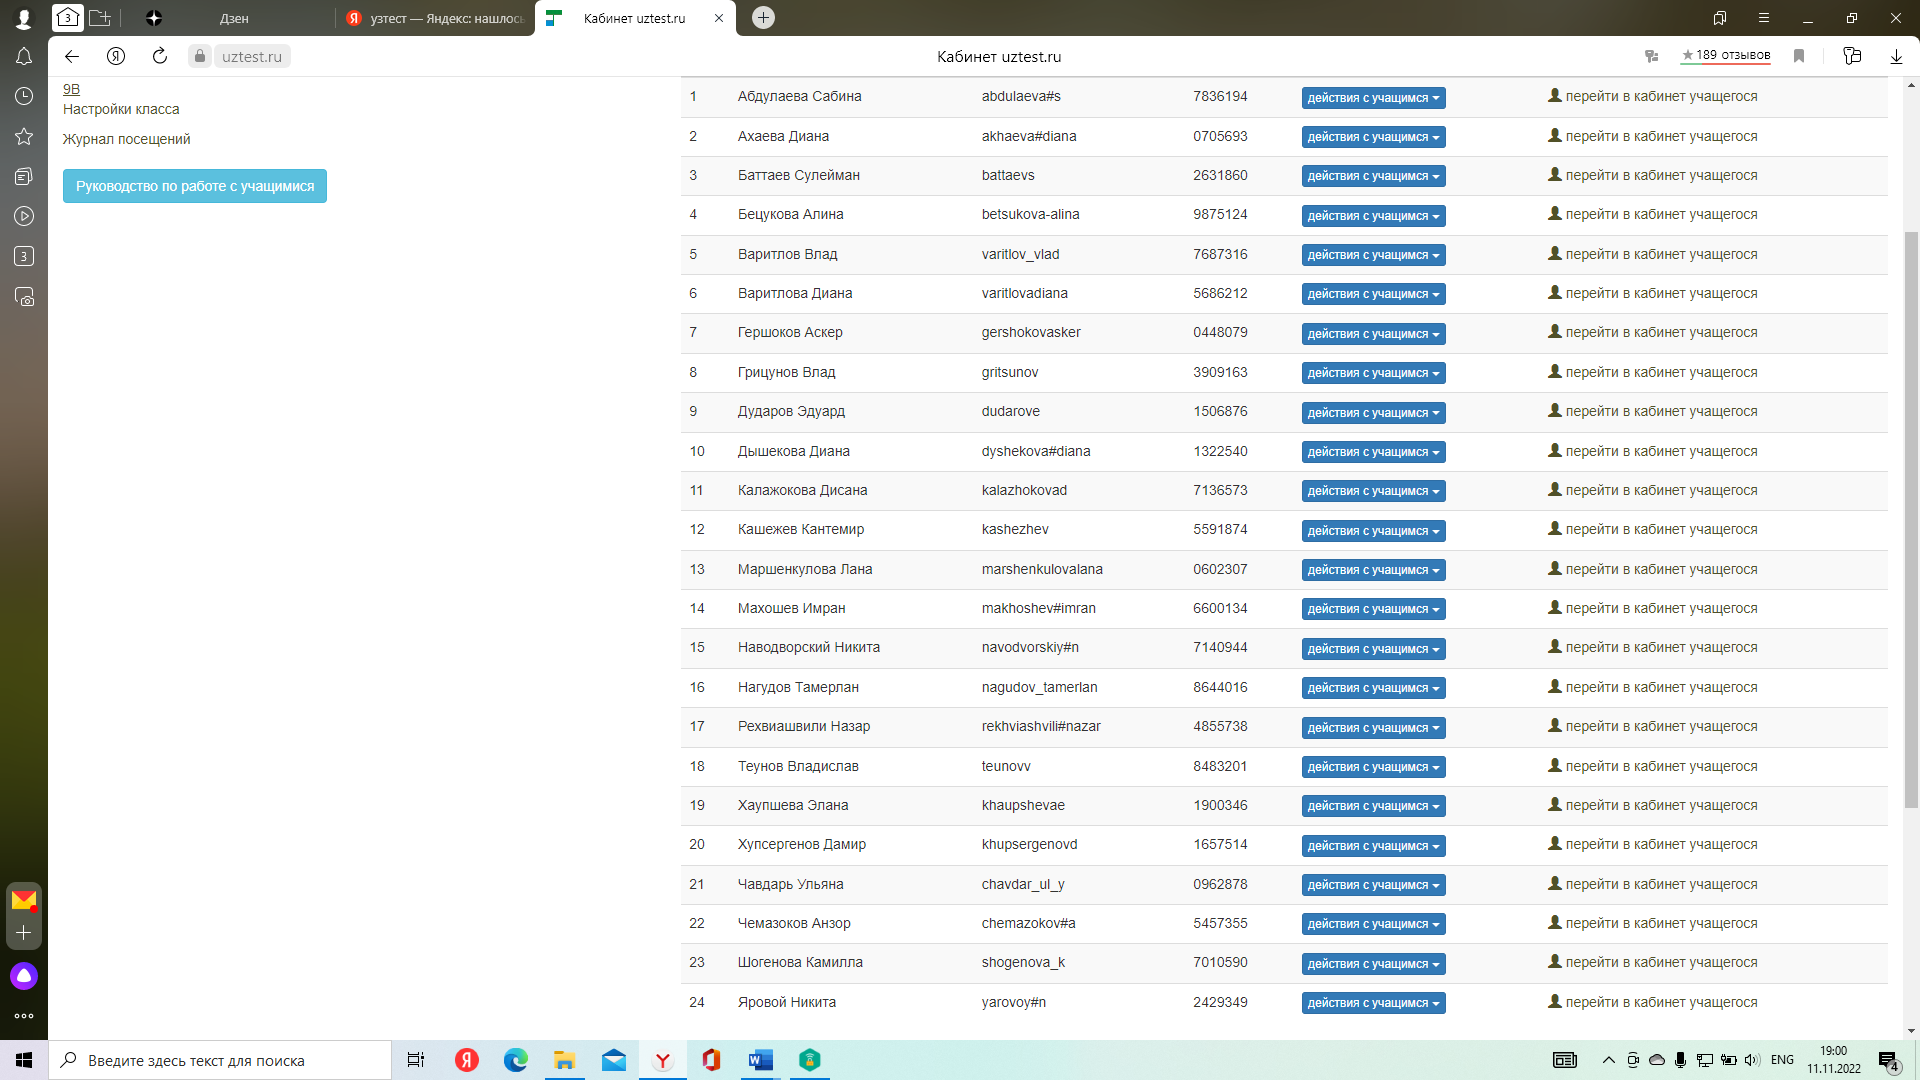 3 Дзен узтест — Яндекс: нашлось Кабинет uztest.ru
uztest.ru Кабинет uztest.ru 189 отзывов
9В
Настройки класса
Журнал посещений
Руководство по работе с учащимися
1 Абдулаева Сабина abdulaeva#s 7836194 действия с учащимся перейти в кабинет учащегося
2 Ахаева Диана akhaeva#diana 0705693 действия с учащимся перейти в кабинет учащегося
3 Баттаев Сулейман battaevs 2631860 действия с учащимся перейти в кабинет учащегося
4 Бецукова Алина betsukova-alina 9875124 действия с учащимся перейти в кабинет учащегося
5 Варитлов Влад varitlov_vlad 7687316 действия с учащимся перейти в кабинет учащегося
6 Варитлова Диана varitlovadiana 5686212 действия с учащимся перейти в кабинет учащегося
7 Гершоков Аскер gershokovasker 0448079 действия с учащимся перейти в кабинет учащегося
8 Грицунов Влад gritsunov 3909163 действия с учащимся перейти в кабинет учащегося
9 Дударов Эдуард dudarove 1506876 действия с учащимся перейти в кабинет учащегося
10 Дышекова Диана dyshekova#diana 1322540 действия с учащимся перейти в кабинет учащегося
11 Калажокова Дисана kalazhokovad 7136573 действия с учащимся перейти в кабинет учащегося
12 Кашежев Кантемир kashezhev 5591874 действия с учащимся перейти в кабинет учащегося
13 Маршенкулова Лана marshenkulovalana 0602307 действия с учащимся перейти в кабинет учащегося
14 Махошев Имран makhoshev#imran 6600134 действия с учащимся перейти в кабинет учащегося
15 Наводворский Никита navodvorskiy#n 7140944 действия с учащимся перейти в кабинет учащегося
16 Нагудов Тамерлан nagudov_tamerlan 8644016 действия с учащимся перейти в кабинет учащегося
17 Рехвиашвили Назар rekhviashvili#nazar 4855738 действия с учащимся перейти в кабинет учащегося
18 Теунов Владислав teunovv 8483201 действия с учащимся перейти в кабинет учащегося
19 Хаупшева Элана khaupshevae 1900346 действия с учащимся перейти в кабинет учащегося
20 Хупсергенов Дамир khupsergenovd 1657514 действия с учащимся перейти в кабинет учащегося
21 Чавдарь Ульяна chavdar_ul_y 0962878 действия с учащимся перейти в кабинет учащегося
22 Чемазоков Анзор chemazokov#a 5457355 действия с учащимся перейти в кабинет учащегося
23 Шогенова Камилла shogenova_k 7010590 действия с учащимся перейти в кабинет учащегося
24 Яровой Никита yarovoy#n 2429349 действия с учащимся перейти в кабинет учащегося
3
Введите здесь текст для поиска ENG 19:00
11.11.2022 4